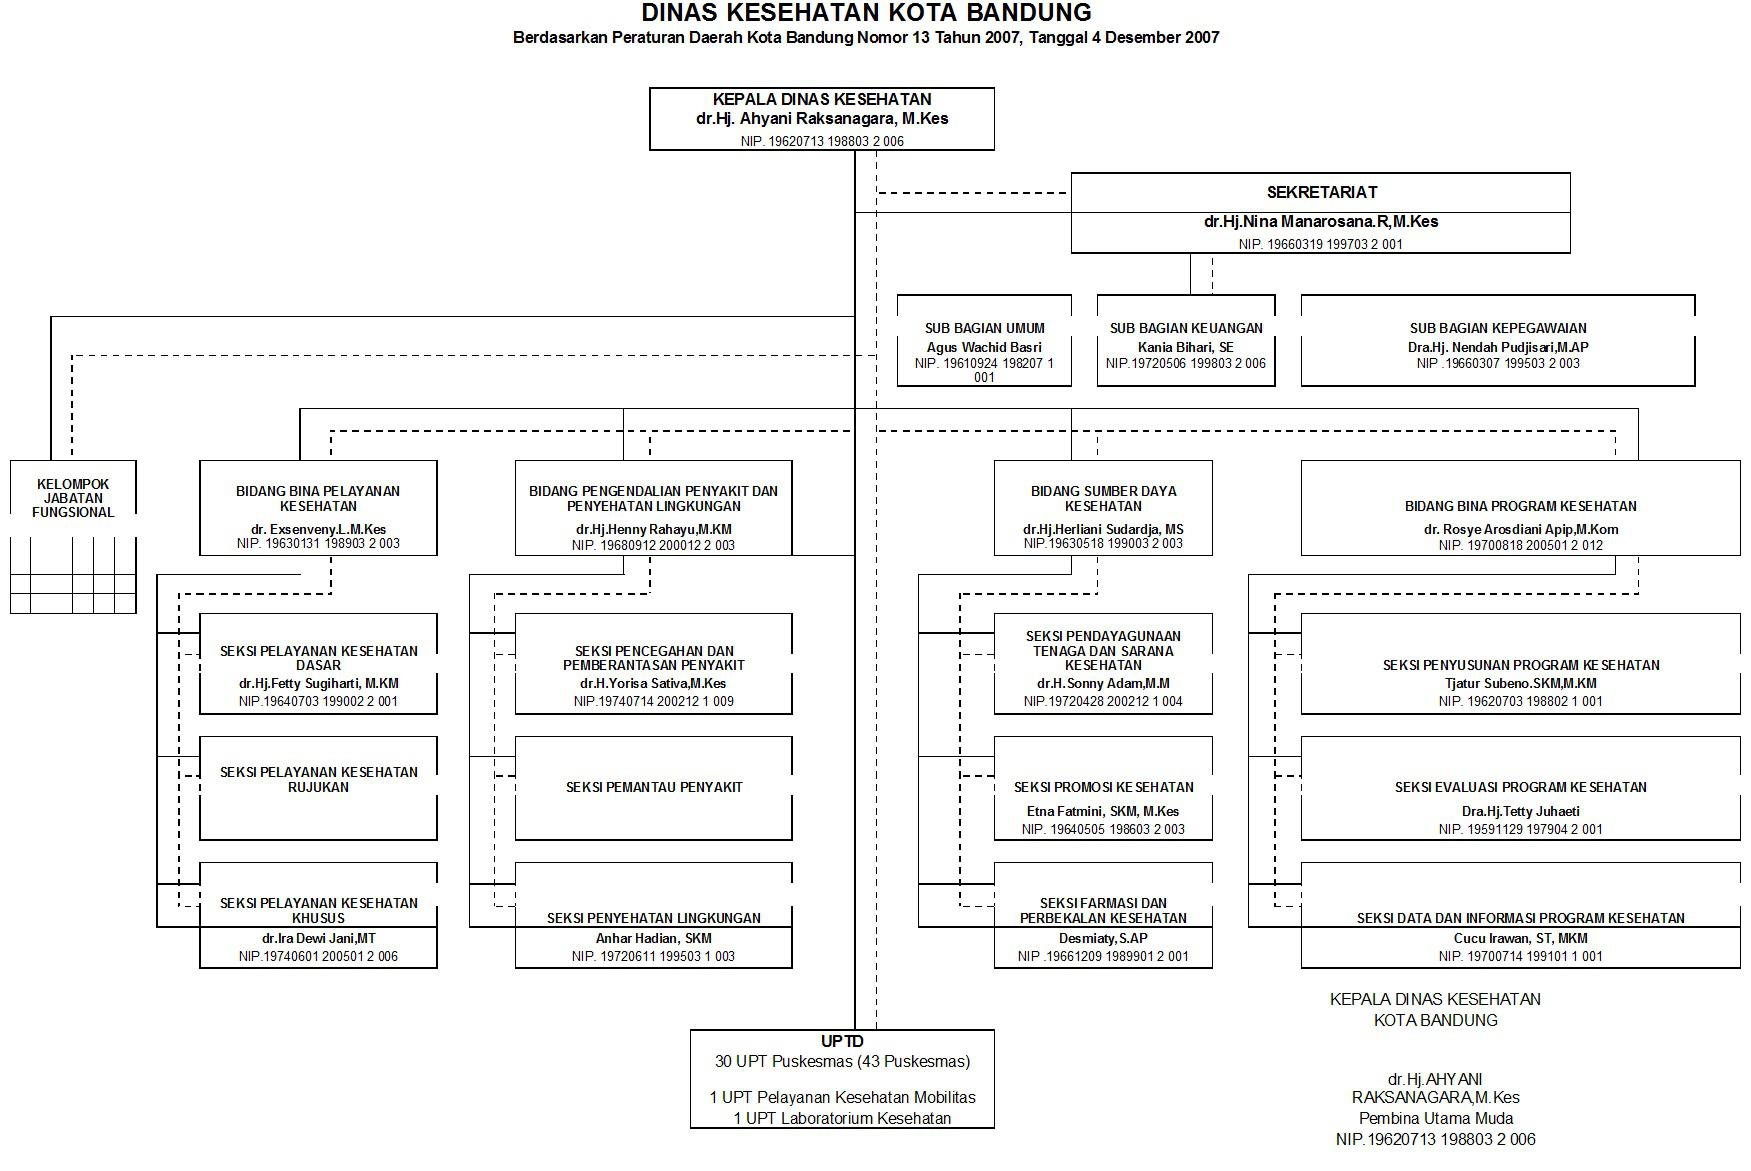 DINAS KESEHATAN KOTA BANDUNG
Berdasarkan Peraturan Daerah Kota Bandung Nomor 13 Tahun 2007, Tanggal 4 Desember 2007
KEPALA DINAS KESEHATAN
dr.Hj. Ahyani Raksanagara, M.Kes
NIP. 19620713 198803 2 006
SEKRETARIAT
dr.Hj.Nina Manarosana.R,M.Kes
NIP. 19660319 199703 2 001
SUB BAGIAN UMUM
Agus Wachid Basri
NIP. 19610924 198207 1
001
SUB BAGIAN KEUANGAN
Kania Bihari, SE
NIP.19720506 199803 2 006
SUB BAGIAN KEPEGAWAIAN
Dra.Hj. Nendah Pudjisari,M.AP
NIP .19660307 199503 2 003
KELOMPOK
JABATAN
FUNGSIONAL
BIDANG BINA PELAYANAN
KESEHATAN
dr. Exsenveny.L.M.Kes
NIP. 19630131 198903 2 003
BIDANG PENGENDALIAN PENYAKIT DAN
PENYEHATAN LINGKUNGAN
dr.Hj.Henny Rahayu,M.KM
NIP. 19680912 200012 2 003
BIDANG SUMBER DAYA
KESEHATAN
dr.Hj.Herliani Sudardja, MS
NIP.19630518 199003 2 003
BIDANG BINA PROGRAM KESEHATAN
dr. Rosye Arosdiani Apip,M.Kom
NIP. 19700818 200501 2 012
SEKSI PELAYANAN KESEHATAN
DASAR
dr.Hj.Fetty Sugiharti, M.KM
NIP.19640703 199002 2 001
SEKSI PENCEGAHAN DAN
PEMBERANTASAN PENYAKIT
dr.H.Yorisa Sativa,M.Kes
NIP.19740714 200212 1 009
SEKSI PENDAYAGUNAAN
TENAGA DAN SARANA
KESEHATAN
dr.H.Sonny Adam,M.M
NIP.19720428 200212 1 004
SEKSI PENYUSUNAN PROGRAM KESEHATAN
Tjatur Subeno.SKM,M.KM
NIP. 19620703 198802 1 001
SEKSI PELAYANAN KESEHATAN
RUJUKAN
SEKSI PEMANTAU PENYAKIT
SEKSI PROMOSI KESEHATAN
Etna Fatmini, SKM, M.Kes
NIP. 19640505 198603 2 003
SEKSI EVALUASI PROGRAM KESEHATAN
Dra.Hj.Tetty Juhaeti
NIP. 19591129 197904 2 001
SEKSI PELAYANAN KESEHATAN
KHUSUS
dr.Ira Dewi Jani,MT
NIP.19740601 200501 2 006
SEKSI PENYEHATAN LINGKUNGAN
Anhar Hadian, SKM
NIP. 19720611 199503 1 003
SEKSI FARMASI DAN
PERBEKALAN KESEHATAN
Desmiaty,S.AP
NIP .19661209 1989901 2 001
SEKSI DATA DAN INFORMASI PROGRAM KESEHATAN
Cucu Irawan, ST, MKM
NIP. 19700714 199101 1 001
UPTD
30 UPT Puskesmas (43 Puskesmas)
1 UPT Pelayanan Kesehatan Mobilitas
1 UPT Laboratorium Kesehatan
KEPALA DINAS KESEHATAN
KOTA BANDUNG
dr.Hj.AHYANI
RAKSANAGARA,M.Kes
Pembina Utama Muda
NIP.19620713 198803 2 006